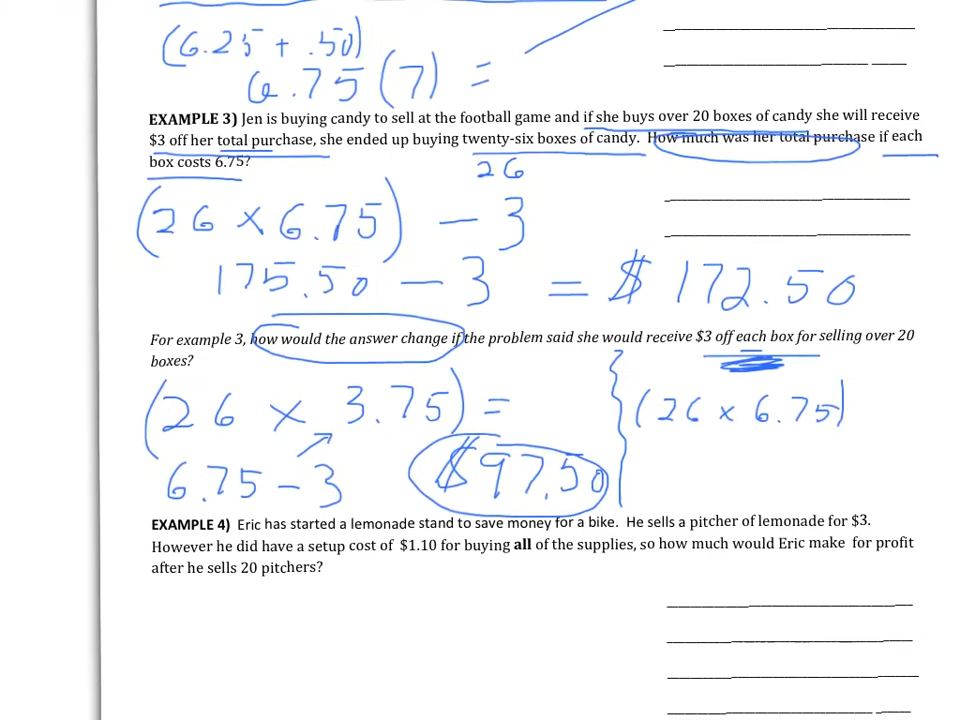 (6.25 + .50)
6.75 (7) =
EXAMPLE 3) Jen is buying candy to sell at the football game and if she buys over 20 boxes of candy she will receive
$3 off her total purchase, she ended up buying twenty-six boxes of candy. How much was her total purchase if each
box costs 6.75?
26
(26 × 6.75) - 3
175.50 - 3 = $172.50
For example 3, how would the answer change if the problem said she would receive $3 off each box for selling over 20
boxes?
(26 × 3.75) =
(26 × 6.75)
6.75 - 3
$97.50
EXAMPLE 4) Eric has started a lemonade stand to save money for a bike. He sells a pitcher of lemonade for $3.
However he did have a setup cost of $1.10 for buying all of the supplies, so how much would Eric make for profit
after he sells 20 pitchers?